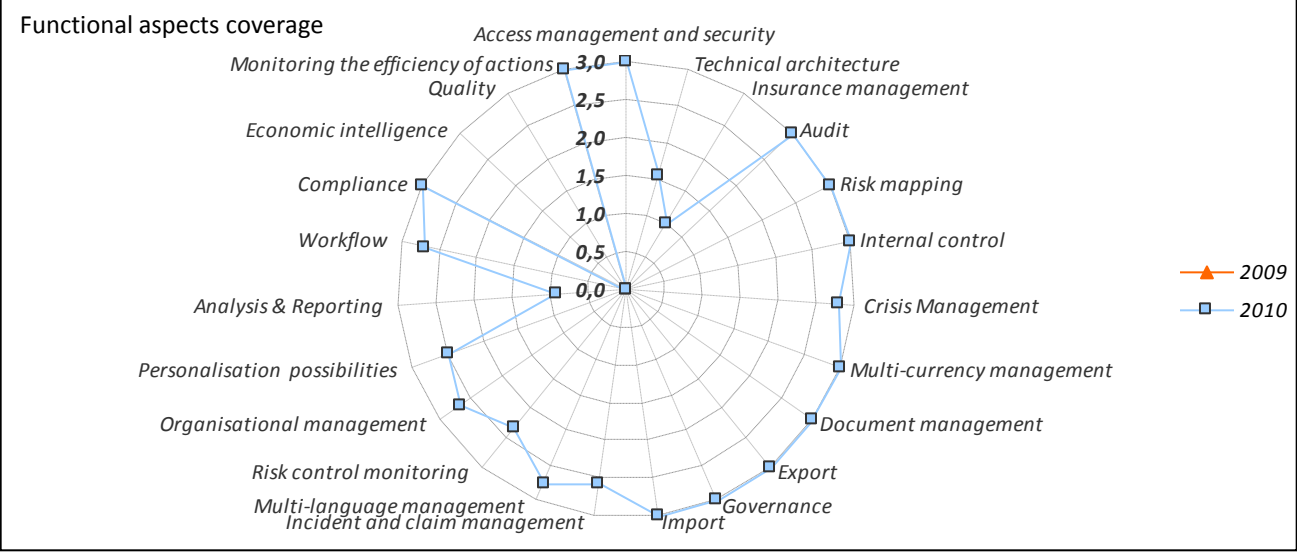 Functional aspects coverage
Access management and security
Monitoring the efficiency of actions
3,0
Technical architecture
Quality
Insurance management
2,5
Economic intelligence
Audit
2,0
Compliance
1,5
Risk mapping
1,0
Workflow
Internal control
0,5
2009
0,0
Analysis & Reporting
Crisis Management
2010
Personalisation possibilities
Multi-currency management
Organisational management
Document management
Risk control monitoring
Export
Multi-language management
Governance
Incident and claim management
Import